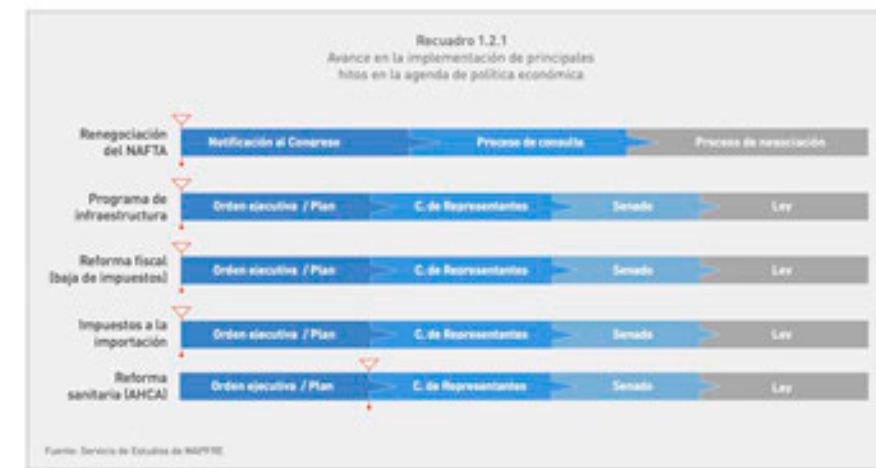 Recuadro 1.2.1
Avance en la implementación de principales
hitos en la agenda de política económica
Renegociación
del NAFTA
Notificación al Congreso
Proceso de consulta
Proceso de negociación
Programa de
infraestructura
Orden ejecutiva / Plan
C. de Representantes
Senado
Ley
Reforma fiscal
(baja de impuestos)
Orden ejecutiva / Plan
C. de Representantes
Senado
Ley
Impuestos a la
importación
Orden ejecutiva / Plan
C. de Representantes
Senado
Ley
Reforma
sanitaria (AHCA)
Orden ejecutiva / Plan
C. de Representantes
Senado
Ley
Fuente: Servicio de Estudios de MAPFRE